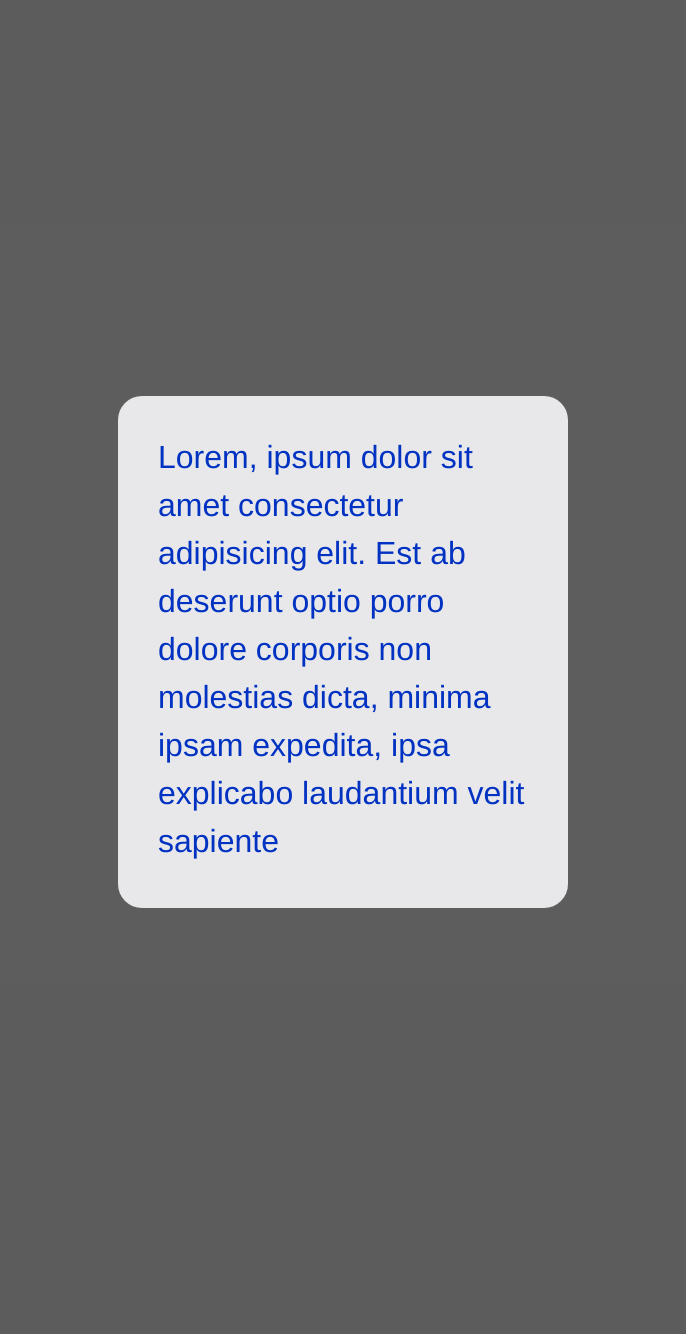 Lorem, ipsum dolor sit
amet consectetur
adipisicing elit. Est ab
deserunt optio porro
dolore corporis non
molestias dicta, minima
ipsam expedita, ipsa
explicabo laudantium velit
sapiente